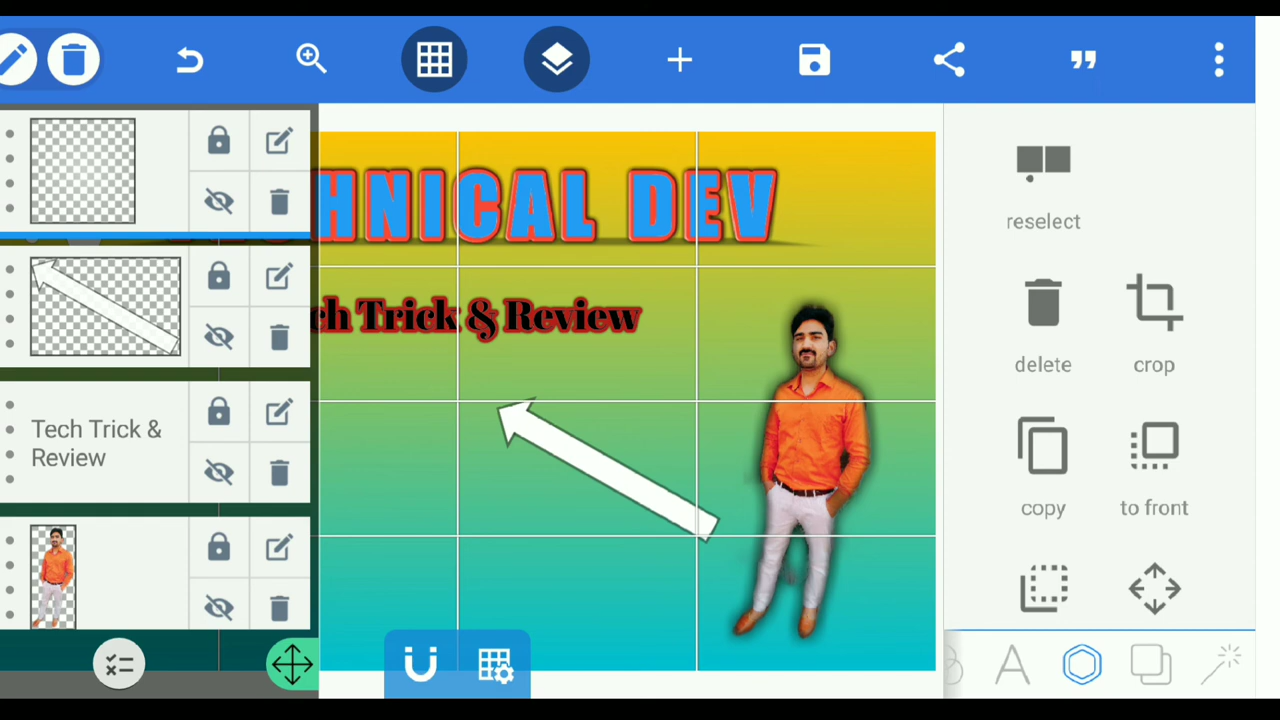 HNICAL DEV
ch Trick & Review
Tech Trick &
Review
reselect
delete
crop
copy
to front